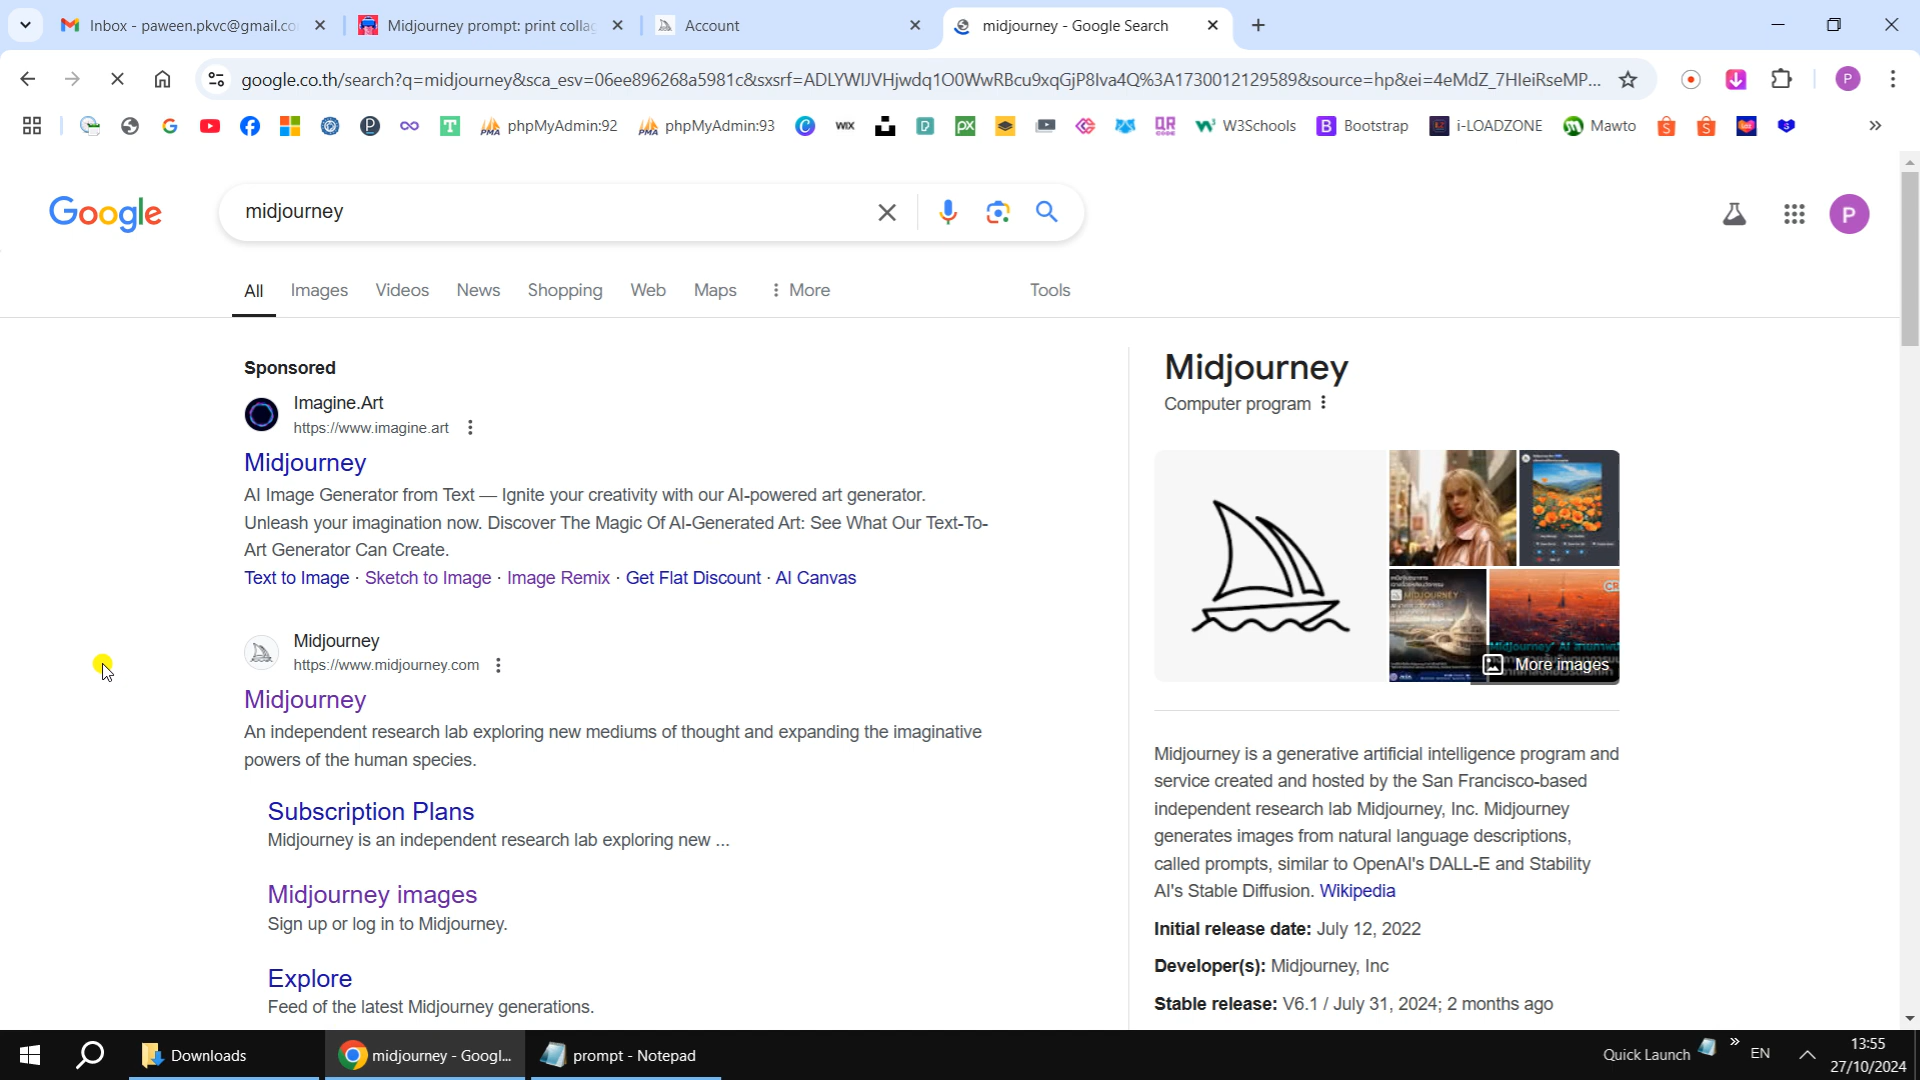 Inbox - paween.pkvc@gmail.co
Midjourney prompt: print collag
Account
midjourney - Google Search
google.co.th/search?q=midjourney&sca_esv=06ee896268a5981c&sxsrf=ADLYWIJVHjwdq1O0WwRBcu9xqGjP8Iva4Q%3A1730012129589&source=hp&ei=4eMdZ_7HIeiRseMP...
P
phpMyAdmin:92
phpMyAdmin:93
WIX
W3Schools
Bootstrap
i-LOADZONE
Mawto
Google
midjourney
P
All
Images
Videos
News
Shopping
Web
Maps
More
Tools
Sponsored
Imagine.Art
https://www.imagine.art
Midjourney
AI Image Generator from Text — Ignite your creativity with our AI-powered art generator.
Unleash your imagination now. Discover The Magic Of AI-Generated Art: See What Our Text-To-
Art Generator Can Create.
Text to Image · Sketch to Image · Image Remix · Get Flat Discount · AI Canvas
Midjourney
https://www.midjourney.com
Midjourney
An independent research lab exploring new mediums of thought and expanding the imaginative
powers of the human species.
Subscription Plans
Midjourney is an independent research lab exploring new ...
Midjourney images
Sign up or log in to Midjourney.
Explore
Feed of the latest Midjourney generations.
Midjourney
Computer program
MIDJOURNEY
More images
Midjourney is a generative artificial intelligence program and
service created and hosted by the San Francisco-based
independent research lab Midjourney, Inc. Midjourney
generates images from natural language descriptions,
called prompts, similar to OpenAI's DALL-E and Stability
AI's Stable Diffusion. Wikipedia
Initial release date: July 12, 2022
Developer(s): Midjourney, Inc
Stable release: V6.1 / July 31, 2024; 2 months ago
Downloads
midjourney - Googl...
prompt - Notepad
Quick Launch
EN
13:55
27/10/2024